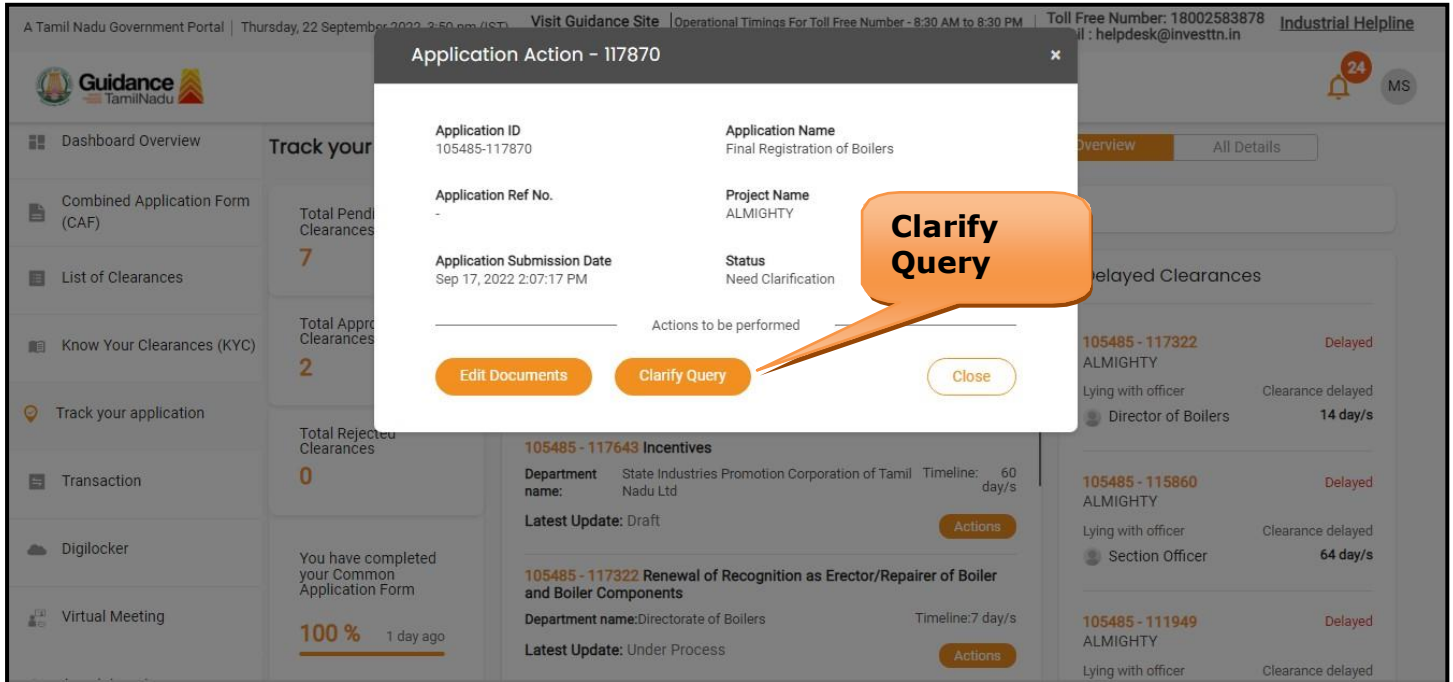 A Tamil Nadu Government Portal | Thursday, 22 September 2022, 3:50 pm (IST) Visit Guidance Site | Operational Timings For Toll Free Number - 8:30 AM to 8:30 PM | Toll Free Number: 18002583878 Industrial Helpline
il : helpdesk@investtn.in
Application Action - 117870 ×
Guidance
TamilNadu
24
MS
Dashboard Overview
Track your
Overview All Details
Application ID Application Name
105485-117870 Final Registration of Boilers
Combined Application Form
(CAF)
Total Pendi
Clearances
7
Application Ref No. Project Name
- ALMIGHTY
Clarify
Query
List of Clearances
Application Submission Date Status
Sep 17, 2022 2:07:17 PM Need Clarification
Delayed Clearances
Actions to be performed
Know Your Clearances (KYC)
Total Appro
Clearances
2
Edit Documents Clarify Query Close
105485 - 117322 Delayed
ALMIGHTY
Lying with officer Clearance delayed
Director of Boilers 14 day/s
Track your application
Total Rejected
Clearances
0
105485 - 117643 Incentives
Department State Industries Promotion Corporation of Tamil Timeline: 60
name: Nadu Ltd day/s
Latest Update: Draft Actions
Transaction
105485 - 115860 Delayed
ALMIGHTY
Lying with officer Clearance delayed
Section Officer 64 day/s
Digilocker
You have completed
your Common
Application Form
100 % 1 day ago
105485 - 117322 Renewal of Recognition as Erector/Repairer of Boiler
and Boiler Components
Department name:Directorate of Boilers Timeline:7 day/s
Latest Update: Under Process Actions
Virtual Meeting
105485 - 111949 Delayed
ALMIGHTY
Lying with officer Clearance delayed